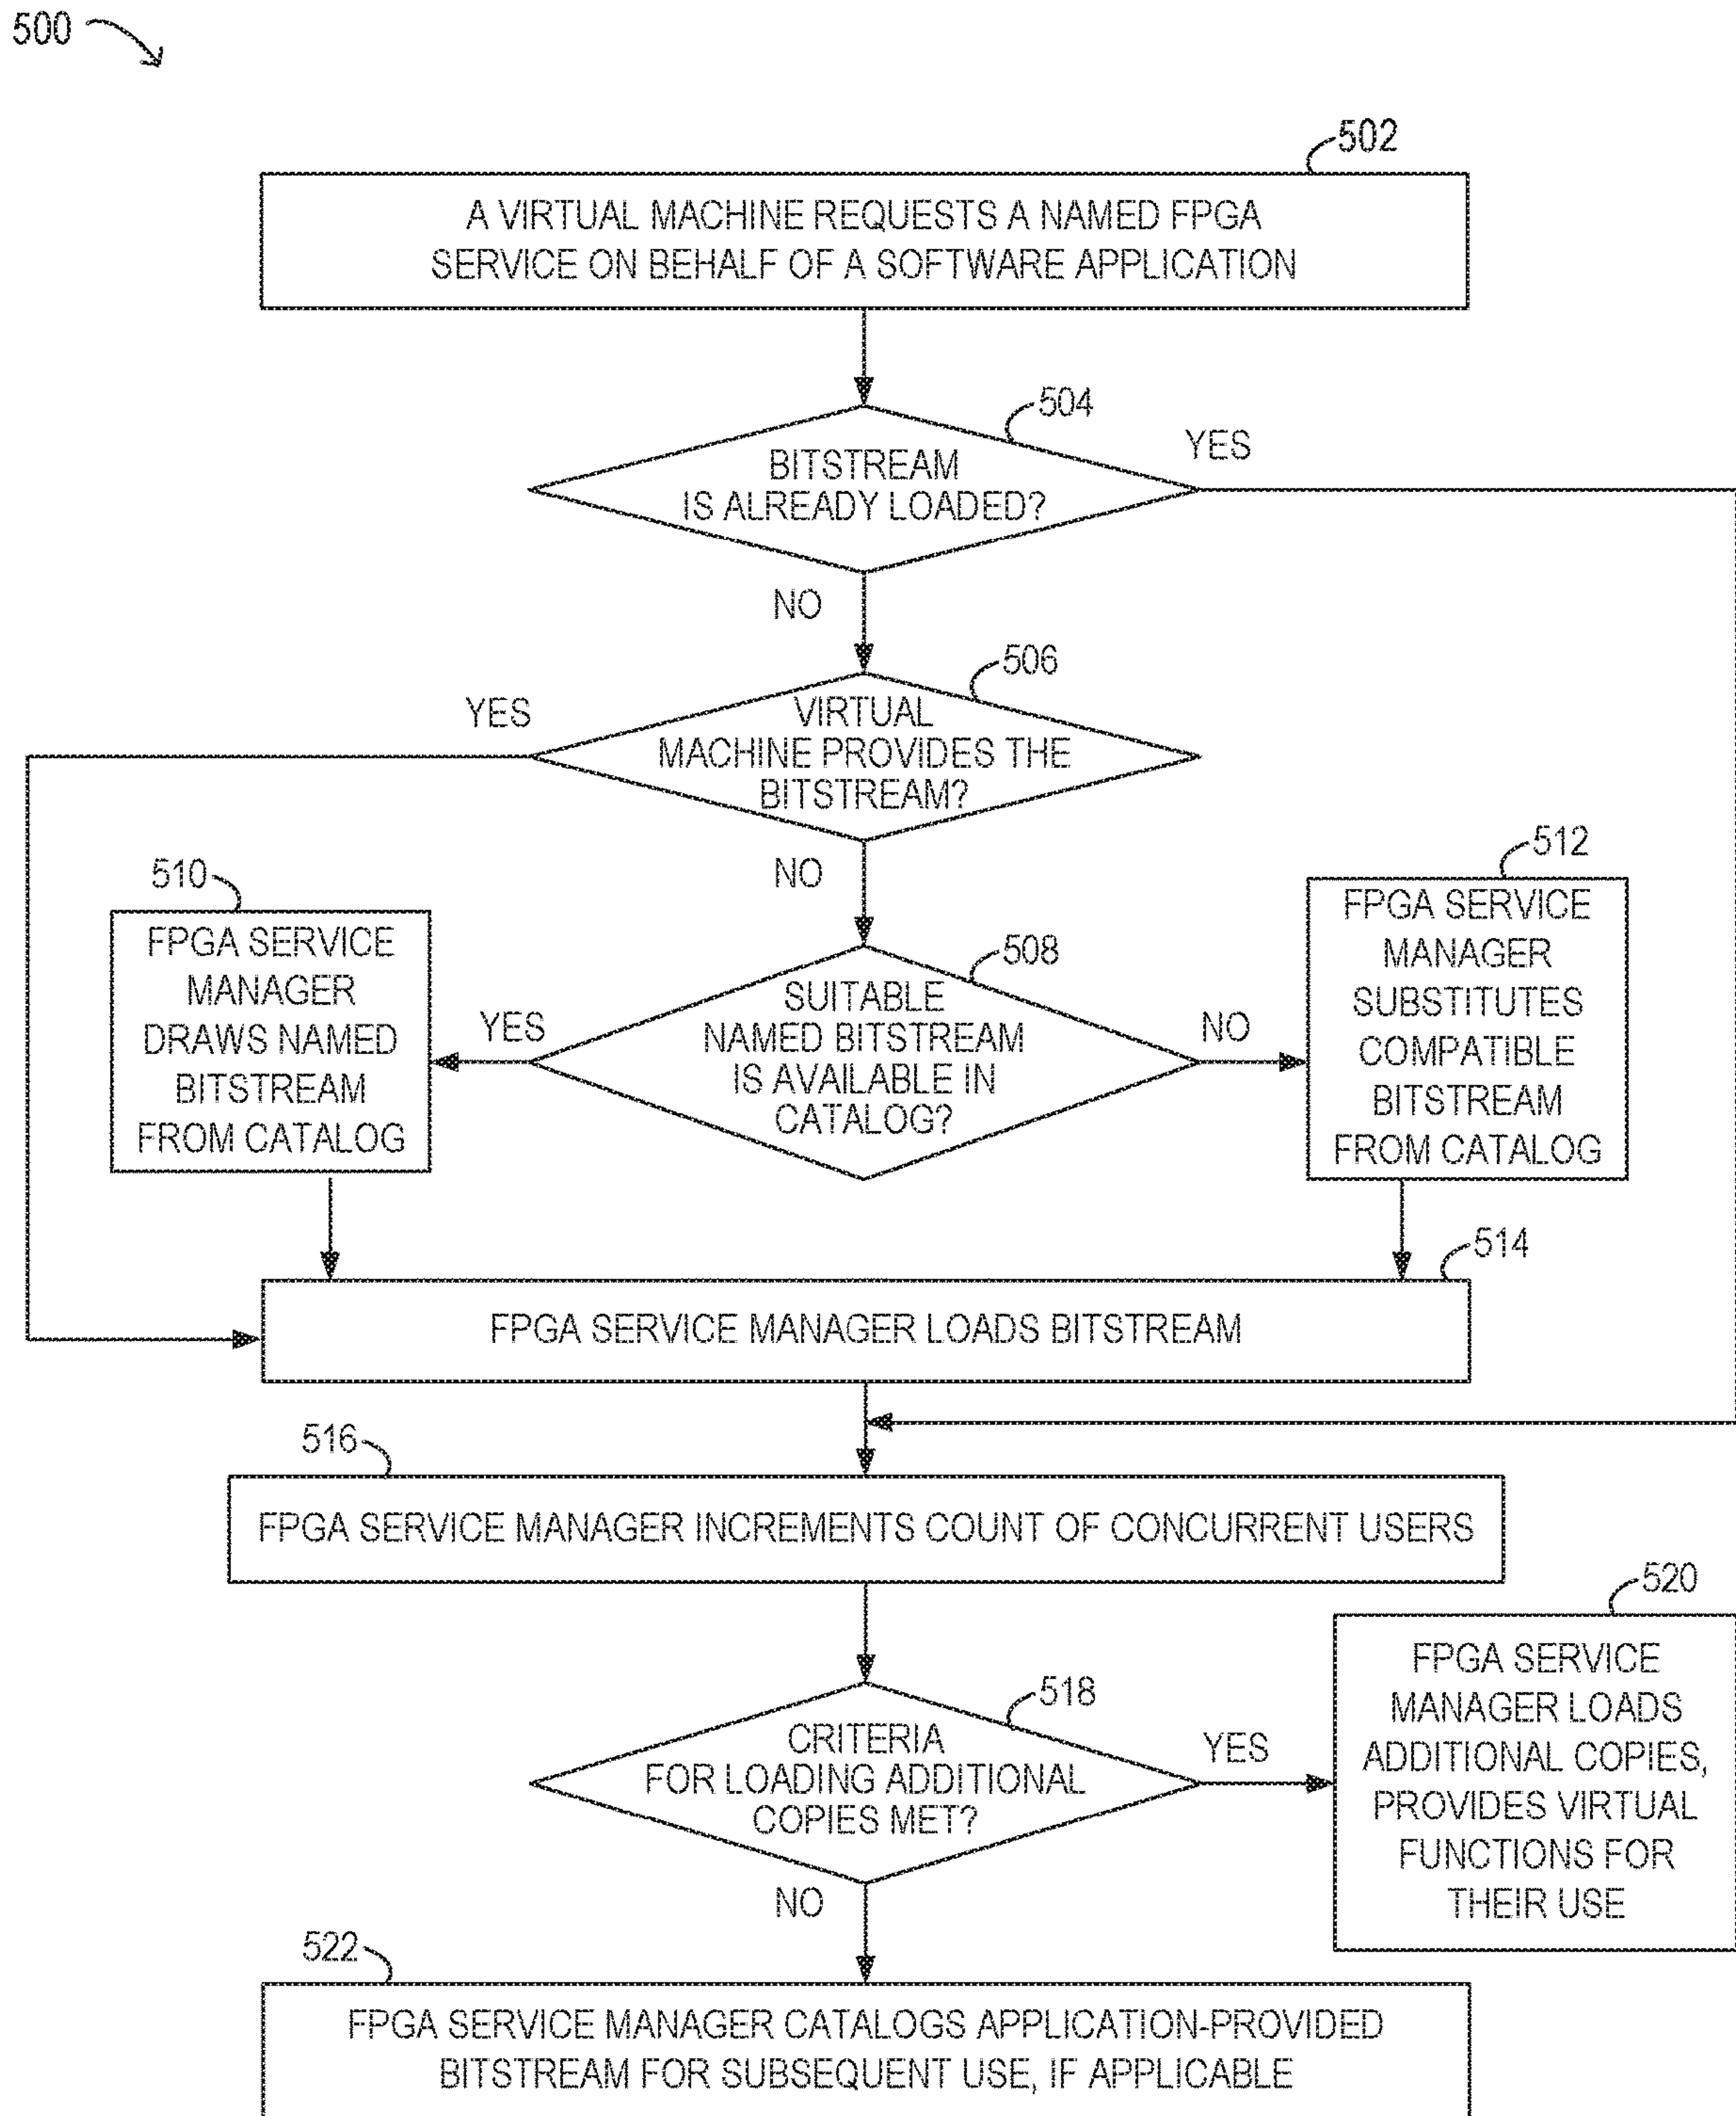 500
502
A VIRTUAL MACHINE REQUESTS A NAMED FPGA
SERVICE ON BEHALF OF A SOFTWARE APPLICATION
504
YES
BITSTREAM
IS ALREADY LOADED?
NO
506
YES
VIRTUAL
MACHINE PROVIDES THE
BITSTREAM?
NO
510
FPGA SERVICE
MANAGER
DRAWS NAMED
BITSTREAM
FROM CATALOG
508
YES
SUITABLE
NAMED BITSTREAM
IS AVAILABLE IN
CATALOG?
NO
512
FPGA SERVICE
MANAGER
SUBSTITUTES
COMPATIBLE
BITSTREAM
FROM CATALOG
514
FPGA SERVICE MANAGER LOADS BITSTREAM
516
FPGA SERVICE MANAGER INCREMENTS COUNT OF CONCURRENT USERS
518
CRITERIA
FOR LOADING ADDITIONAL
COPIES MET?
YES
520
FPGA SERVICE
MANAGER LOADS
ADDITIONAL COPIES,
PROVIDES VIRTUAL
FUNCTIONS FOR
THEIR USE
NO
522
FPGA SERVICE MANAGER CATALOGS APPLICATION-PROVIDED
BITSTREAM FOR SUBSEQUENT USE, IF APPLICABLE